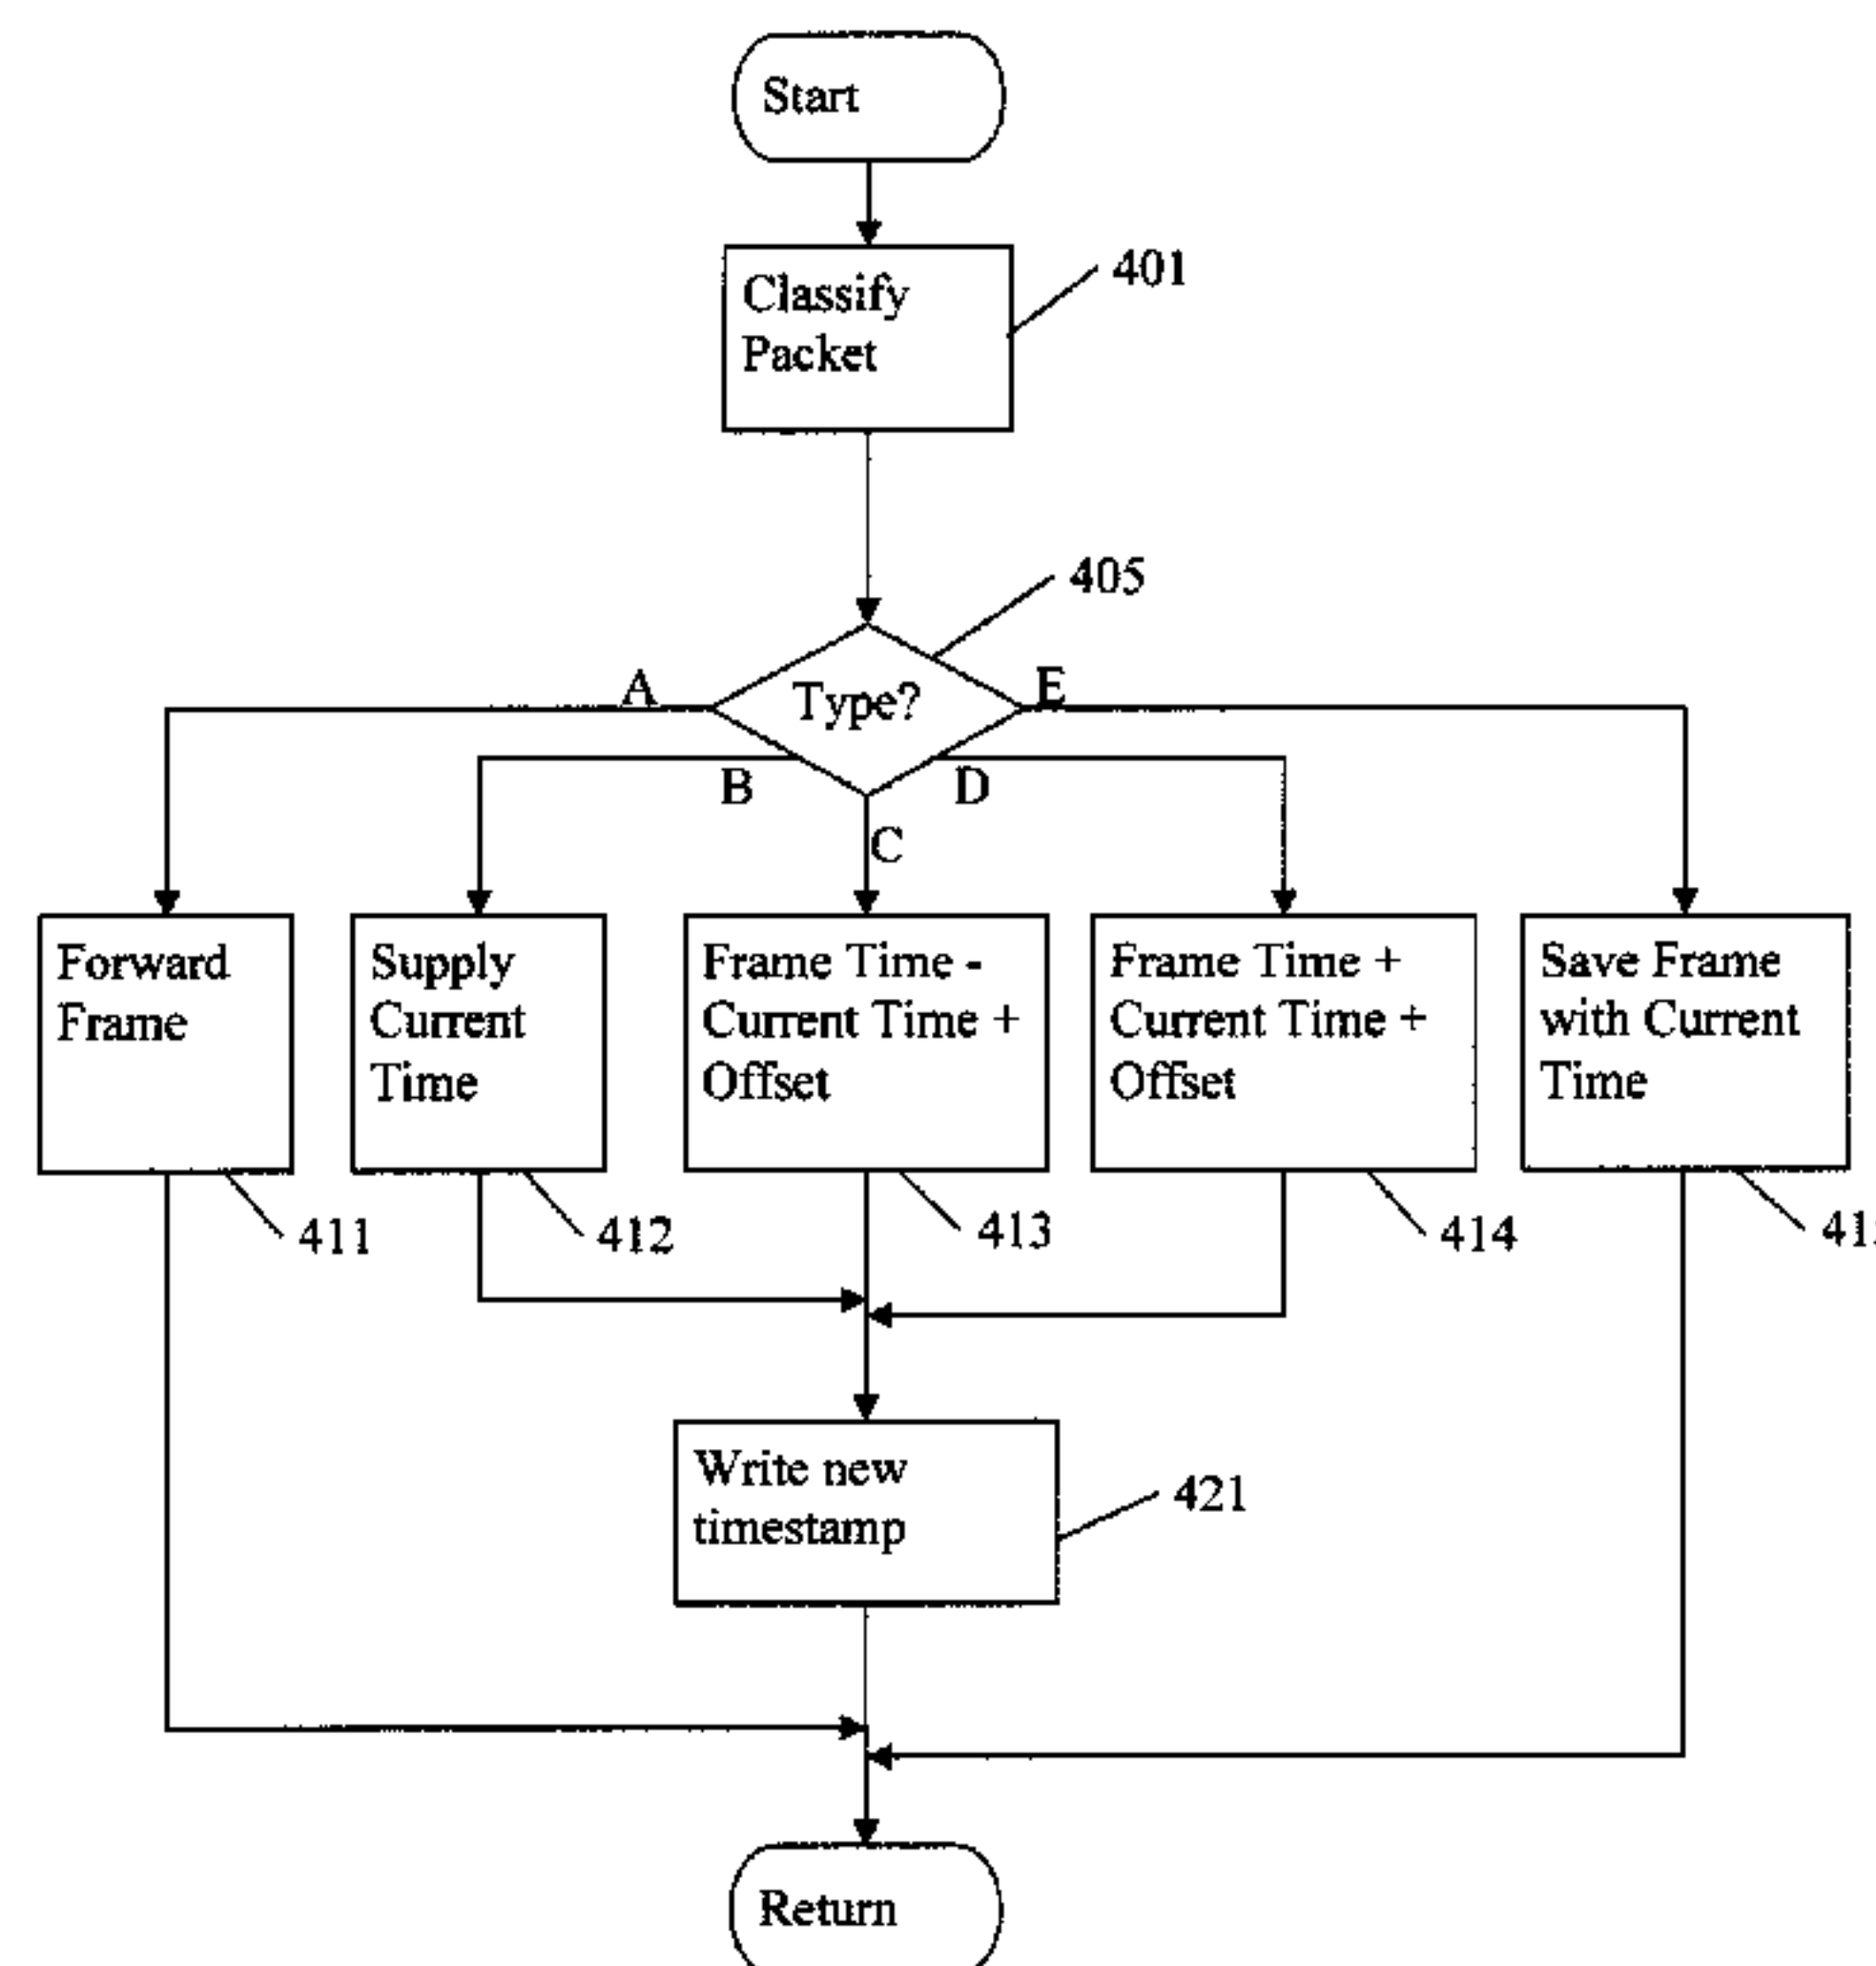 Start
Classify
Packet
401
405
Type?
A
E
B
D
C
Forward
Frame
Supply
Current
Time
Frame Time -
Current Time +
Offset
Frame Time +
Current Time +
Offset
Save Frame
with Current
Time
411
412
413
414
Write new
timestamp
421
Return